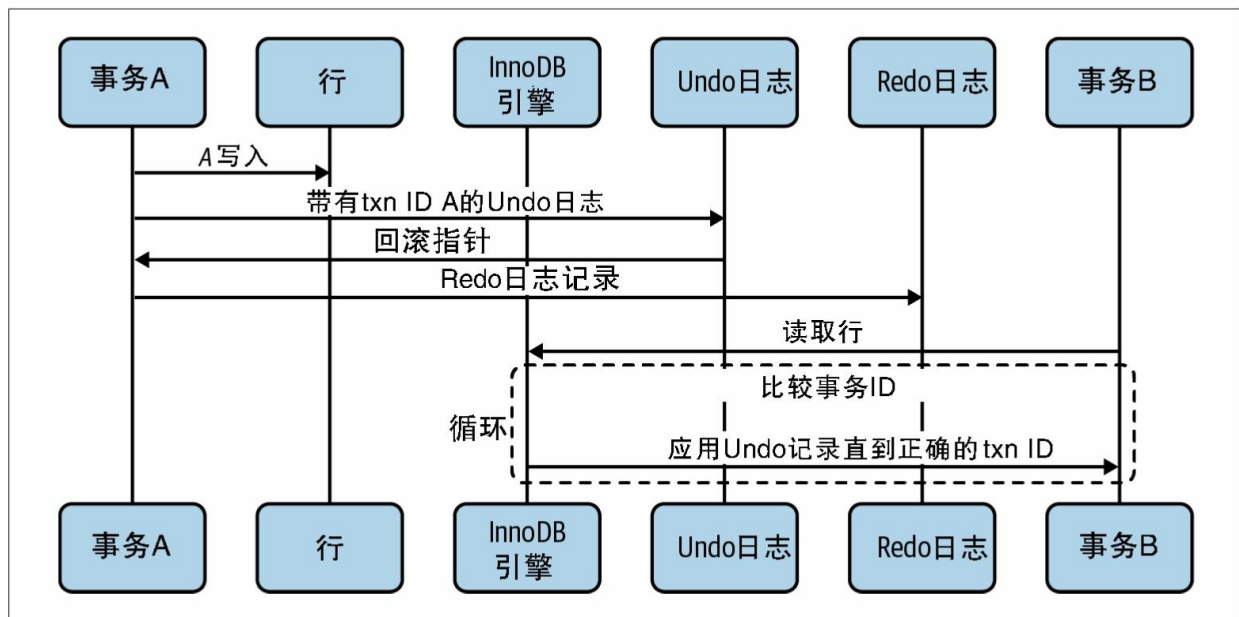 事务A
行
InnoDB
引擎
Undo日志
Redo日志
事务B
A写入
带有txn ID A的Undo日志
回滚指针
Redo日志记录
读取行
比较事务ID
循环
应用Undo记录直到正确的txn ID
事务A
行
InnoDB
引擎
Undo日志
Redo日志
事务B